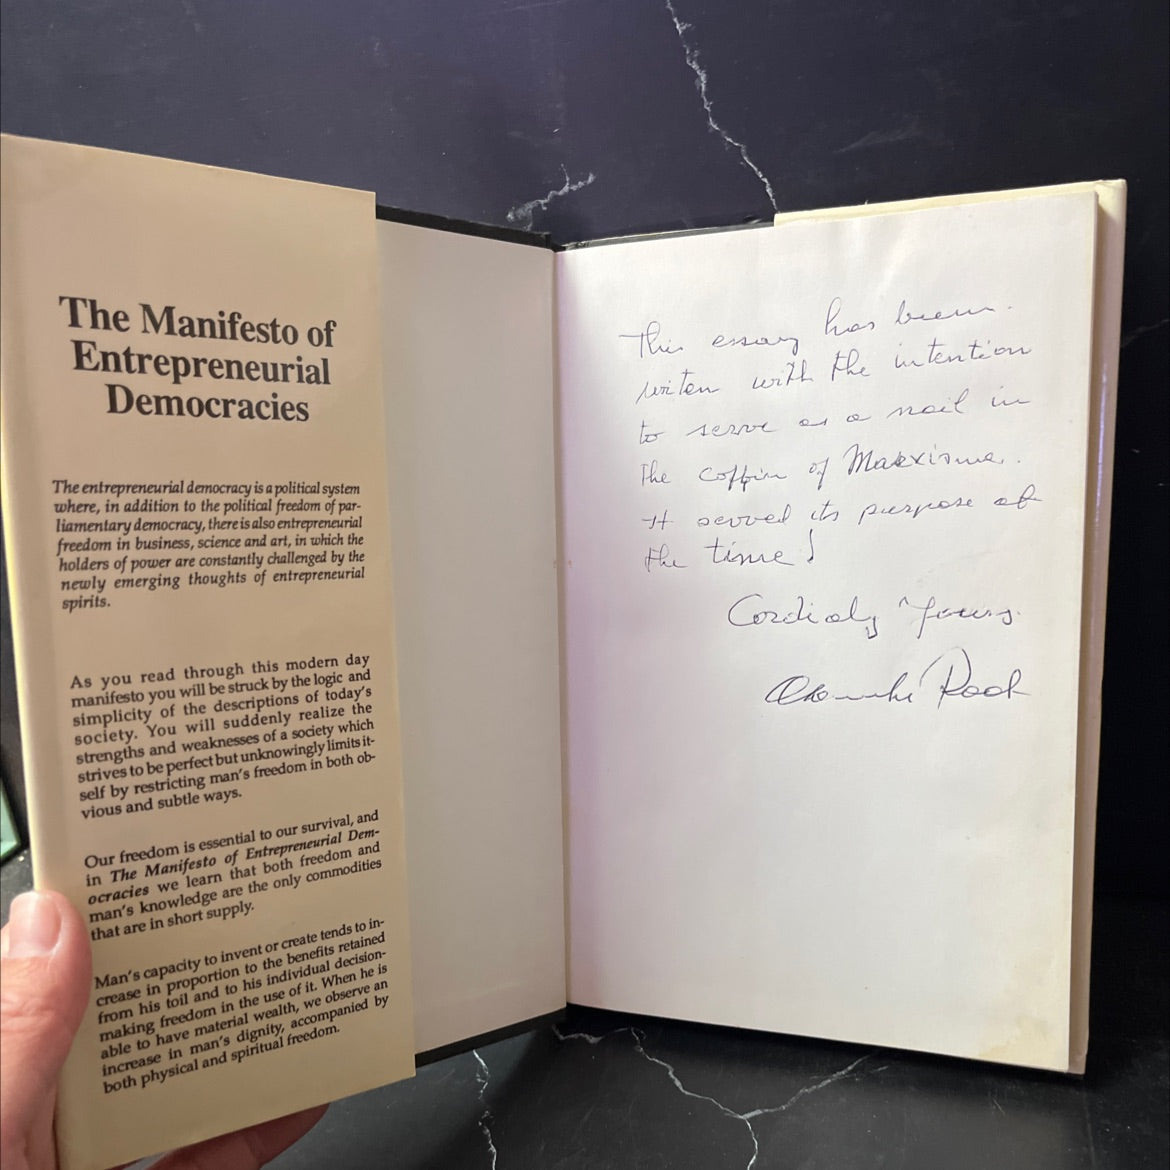 The Manifesto of
Entrepreneurial
Democracies
The entrepreneurial democracy is a political system
where, in addition to the political freedom of par-
liamentary democracy, there is also entrepreneurial
freedom in business, science and art, in which the
holders of power are constantly challenged by the
newly emerging thoughts of entrepreneurial
spirits.
As you read through this modern day
manifesto you will be struck by the logic and
simplicity of the descriptions of today's
society. You will suddenly realize the
strengths and weaknesses of a society which
strives to be perfect but unknowingly limits it-
self by restricting man's freedom in both ob-
vious and subtle ways.
Our freedom is essential to our survival, and
in The Manifesto of Entrepreneurial Dem-
ocracies we learn that both freedom and
man's knowledge are the only commodities
that are in short supply.
Man's capacity to invent or create tends to in-
crease in proportion to the benefits retained
from his toil and to his individual decision-
making freedom in the use of it. When he is
able to have material wealth, we observe an
increase in man's dignity, accompanied by
both physical and spiritual freedom.
This essay has been
writen with the intention
to serve as a nail in
the coffin of Marxisme.
It served its purpose at
the time!
Cordialy Yours